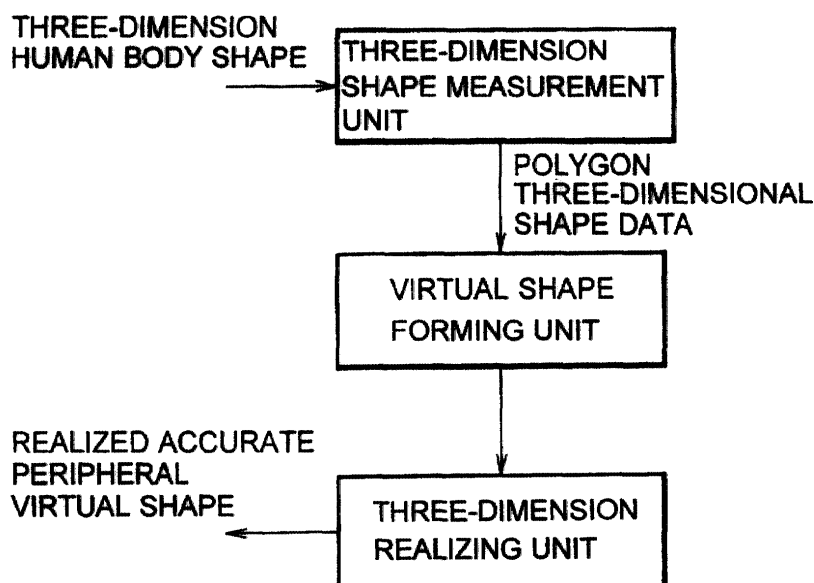 THREE-DIMENSION
HUMAN BODY SHAPE
THREE-DIMENSION
SHAPE MEASUREMENT
UNIT
POLYGON
THREE-DIMENSIONAL
SHAPE DATA
VIRTUAL SHAPE
FORMING UNIT
REALIZED ACCURATE
PERIPHERAL
VIRTUAL SHAPE
THREE-DIMENSION
REALIZING UNIT